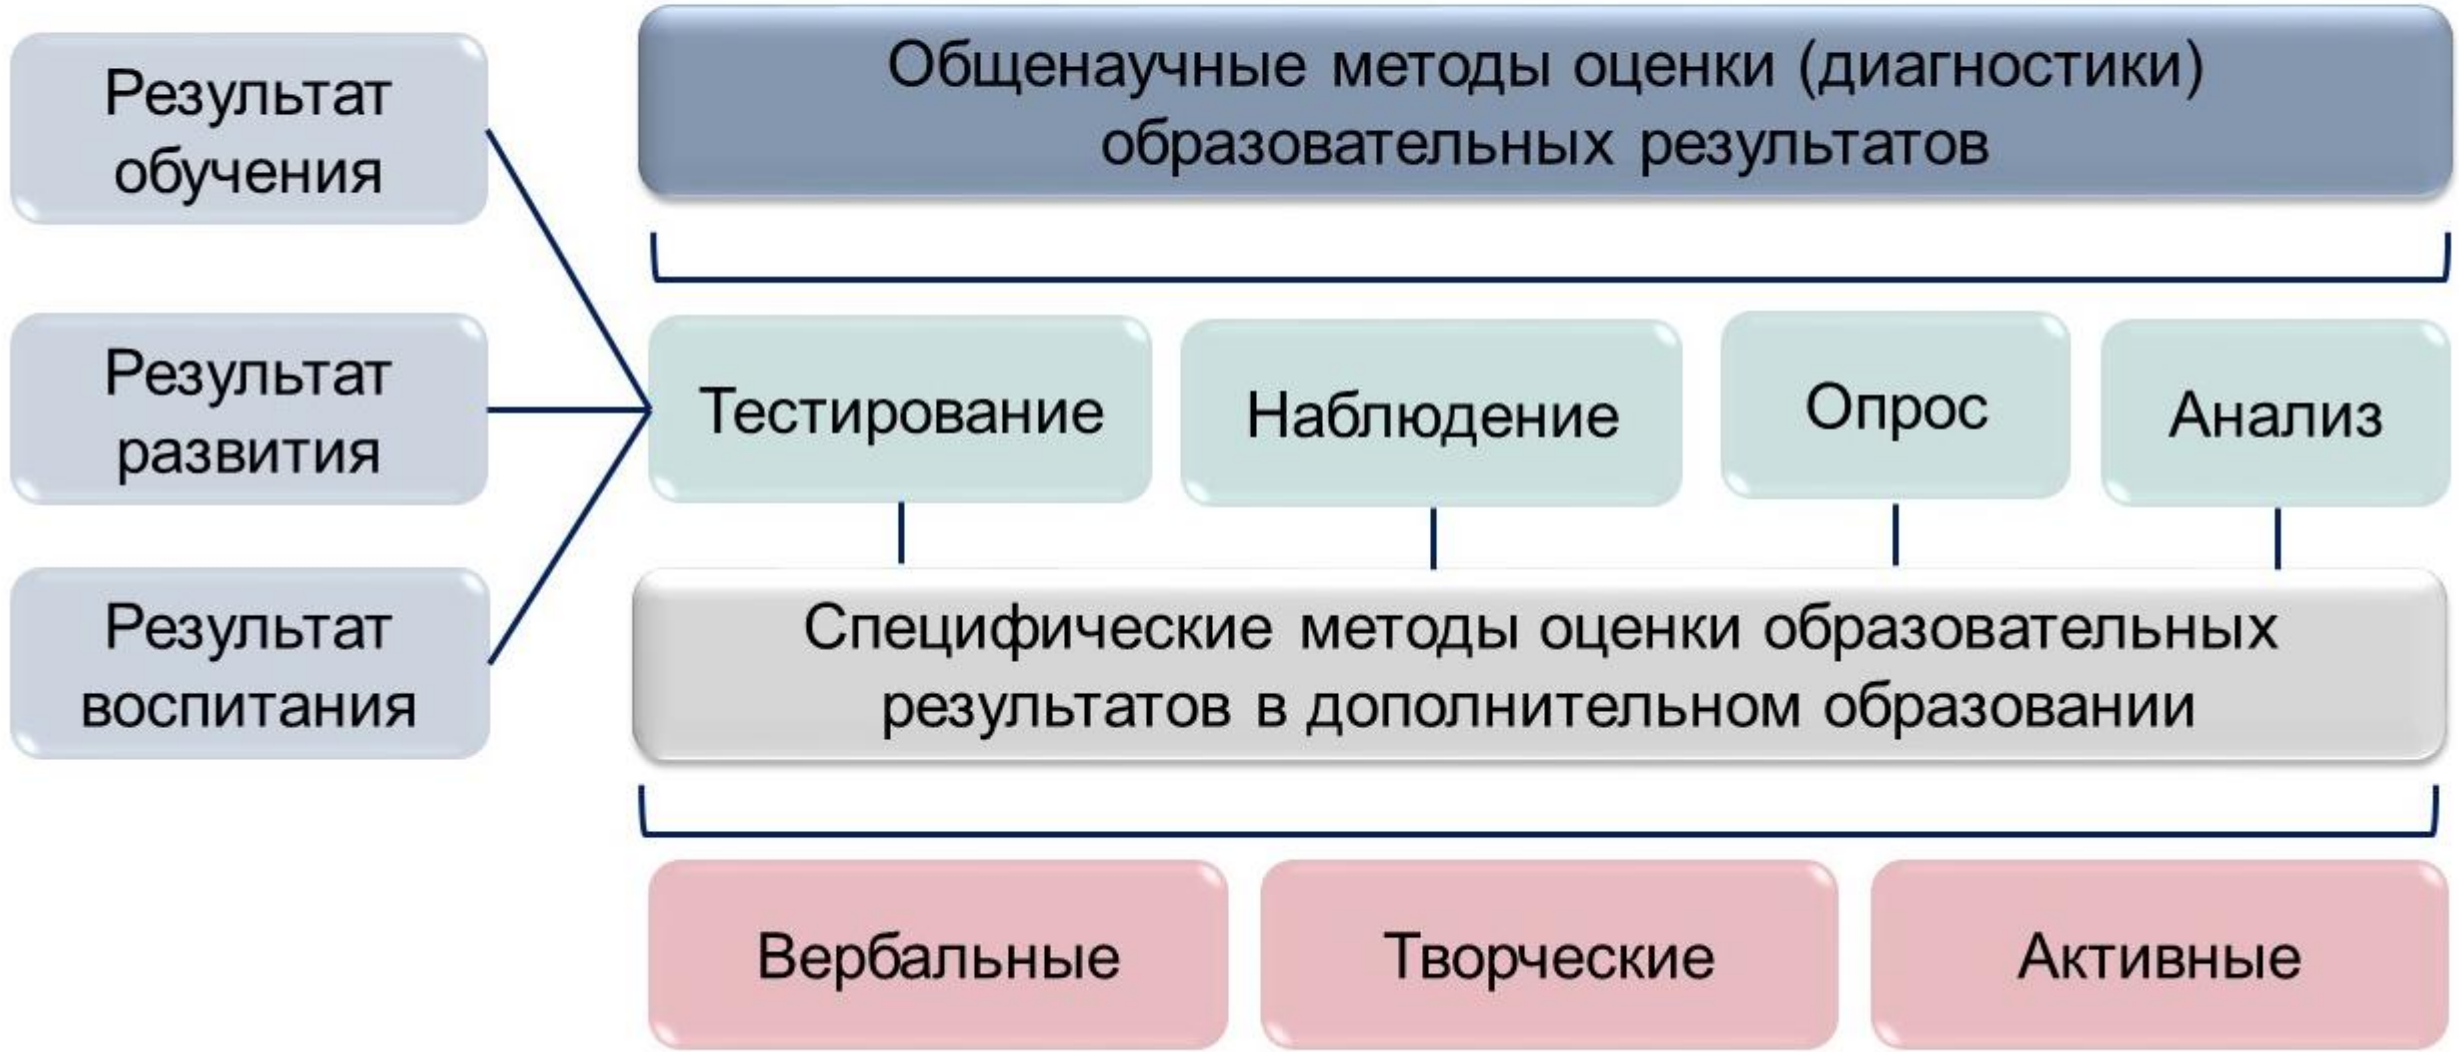 Результат
обучения
Общенаучные методы оценки (диагностики)
образовательных результатов
Результат
развития
Тестирование
Наблюдение
Опрос
Анализ
Результат
воспитания
Специфические методы оценки образовательных
результатов в дополнительном образовании
Вербальные
Творческие
Активные